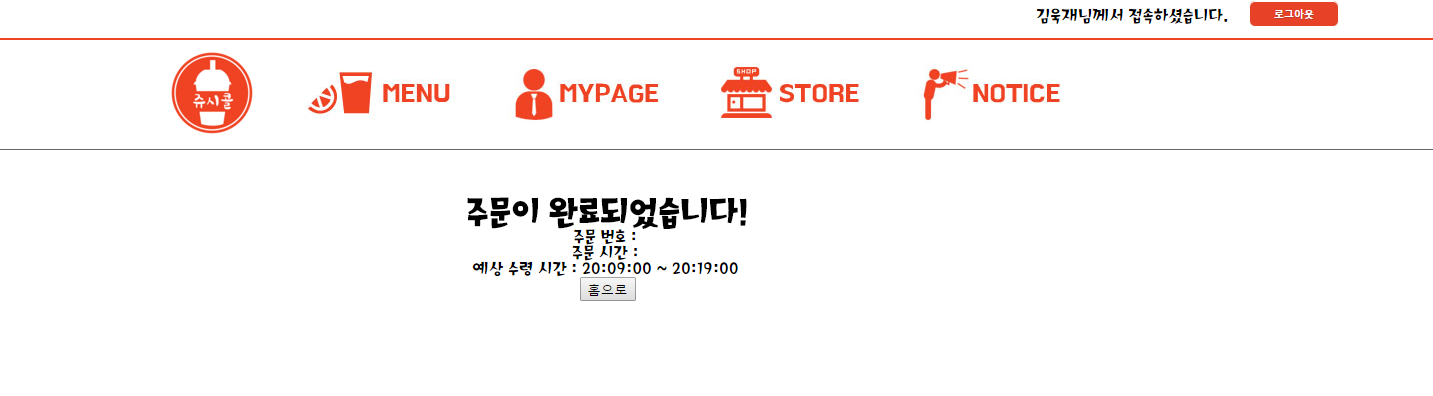 김욱재님께서 접속하셨습니다.
로그아웃
쥬시쿨
MENU
MYPAGE
SHOP
STORE
NOTICE
주문이 완료되었습니다!
주문 번호 :
주문 시간 :
예상 수령 시간 : 20:09:00 ~ 20:19:00
홈으로